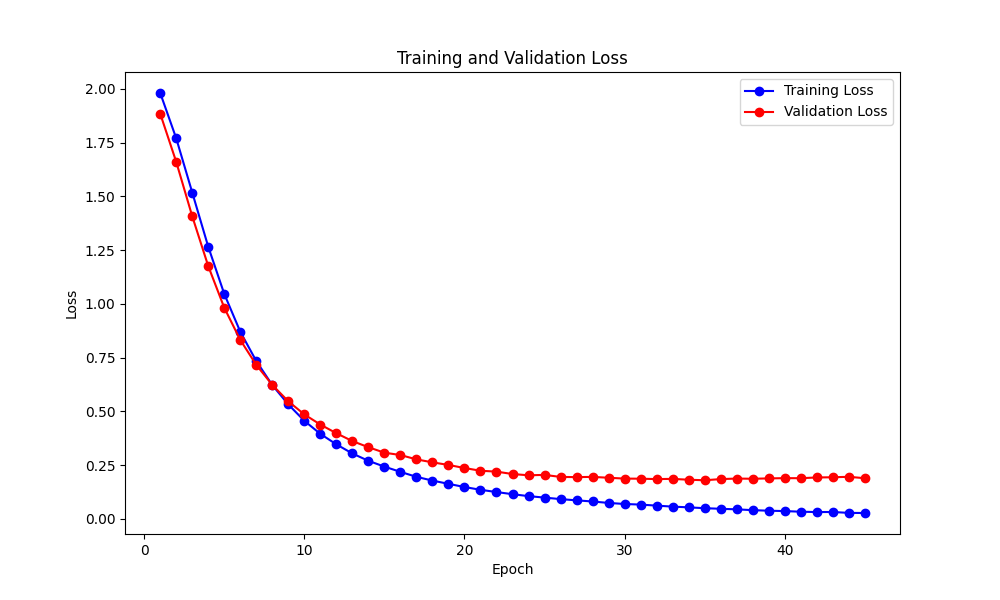 Training and Validation Loss
Training Loss
Validation Loss
2.00
1.75
1.50
1.25
1.00
0.75
0.50
0.25
0.00
Loss
0
10
20
30
40
Epoch